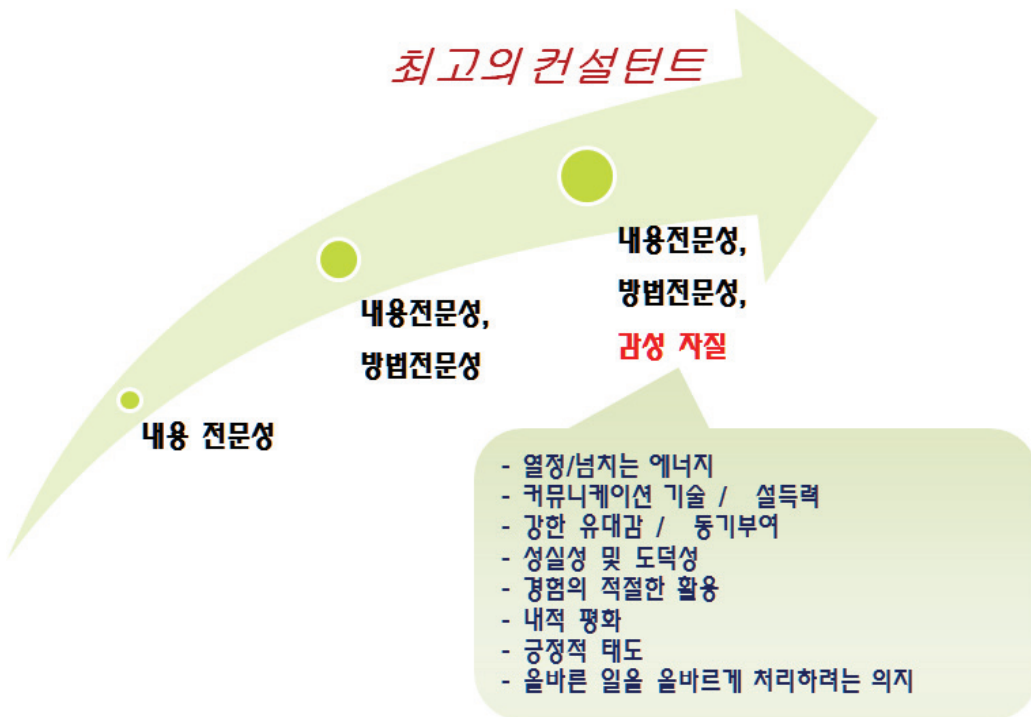 최고의 컨설턴트
내용전문성,
방법전문성,
감성 자질
내용전문성,
방법전문성
내용 전문성
- 열정/넘치는 에너지
- 커뮤니케이션 기술 / 설득력
- 강한 유대감 / 동기부여
- 성실성 및 도덕성
- 경험의 적절한 활용
- 내적 평화
- 긍정적 태도
- 올바른 일을 올바르게 처리하려는 의지